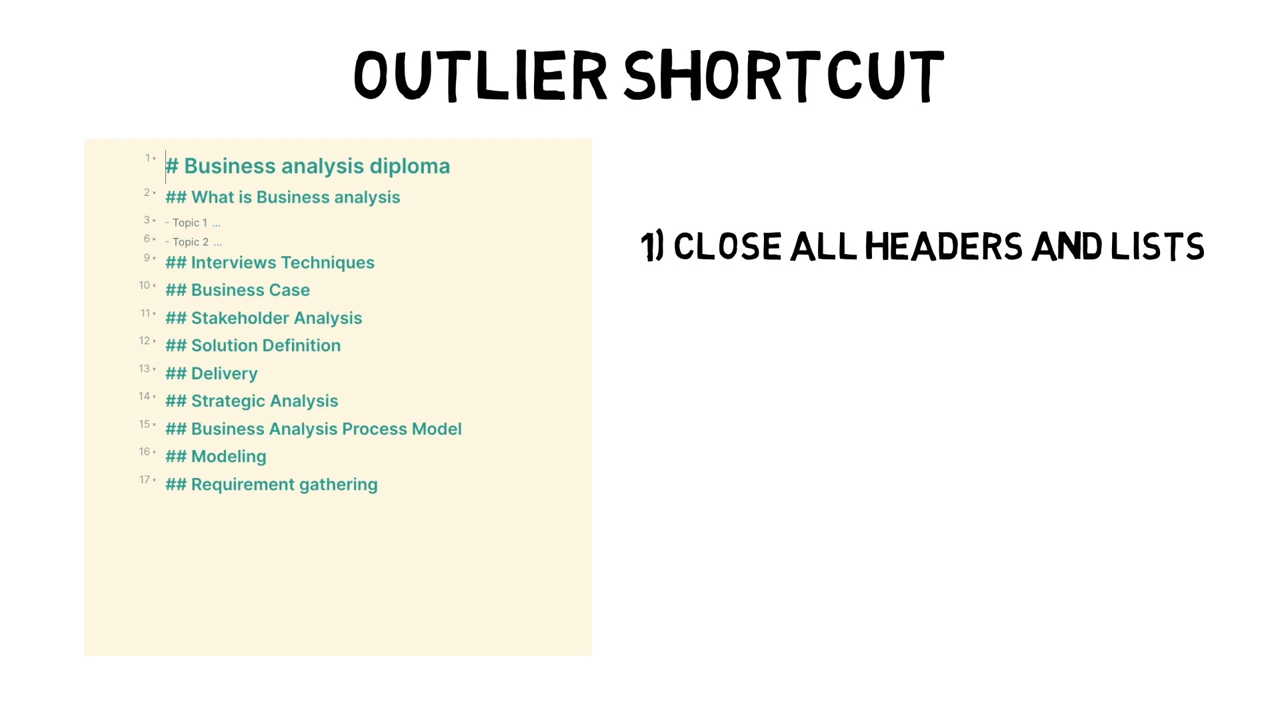 OUTLIER SHORTCUT
1 # Business analysis diploma
2 ## What is Business analysis
3 - Topic 1 ...
6 - Topic 2 ...
9 ## Interviews Techniques
10 ## Business Case
11 ## Stakeholder Analysis
12 ## Solution Definition
13 ## Delivery
14 ## Strategic Analysis
15 ## Business Analysis Process Model
16 ## Modeling
17 ## Requirement gathering
1) CLOSE ALL HEADERS AND LISTS